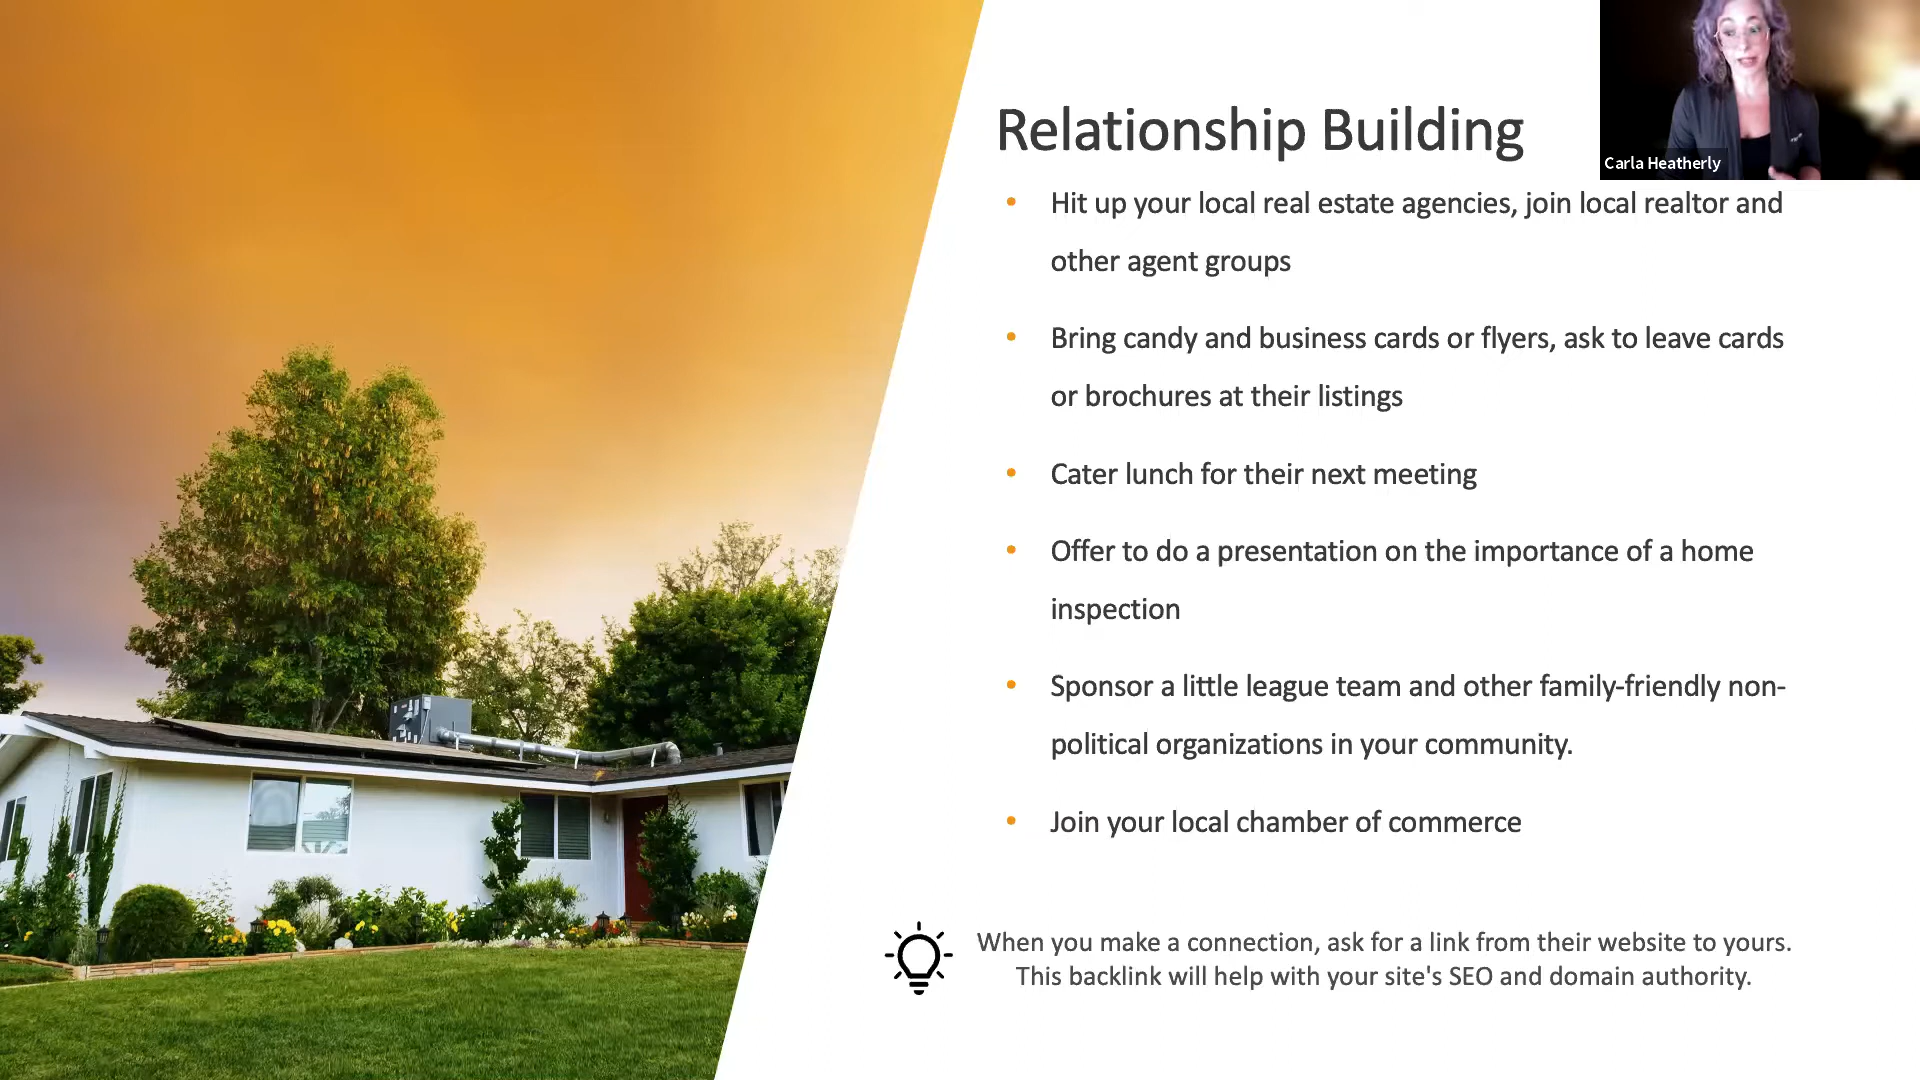 Relationship Building
Carla Heatherly
• Hit up your local real estate agencies, join local realtor and
other agent groups
• Bring candy and business cards or flyers, ask to leave cards
or brochures at their listings
• Cater lunch for their next meeting
• Offer to do a presentation on the importance of a home
inspection
• Sponsor a little league team and other family-friendly non-
political organizations in your community.
• Join your local chamber of commerce
When you make a connection, ask for a link from their website to yours.
This backlink will help with your site's SEO and domain authority.